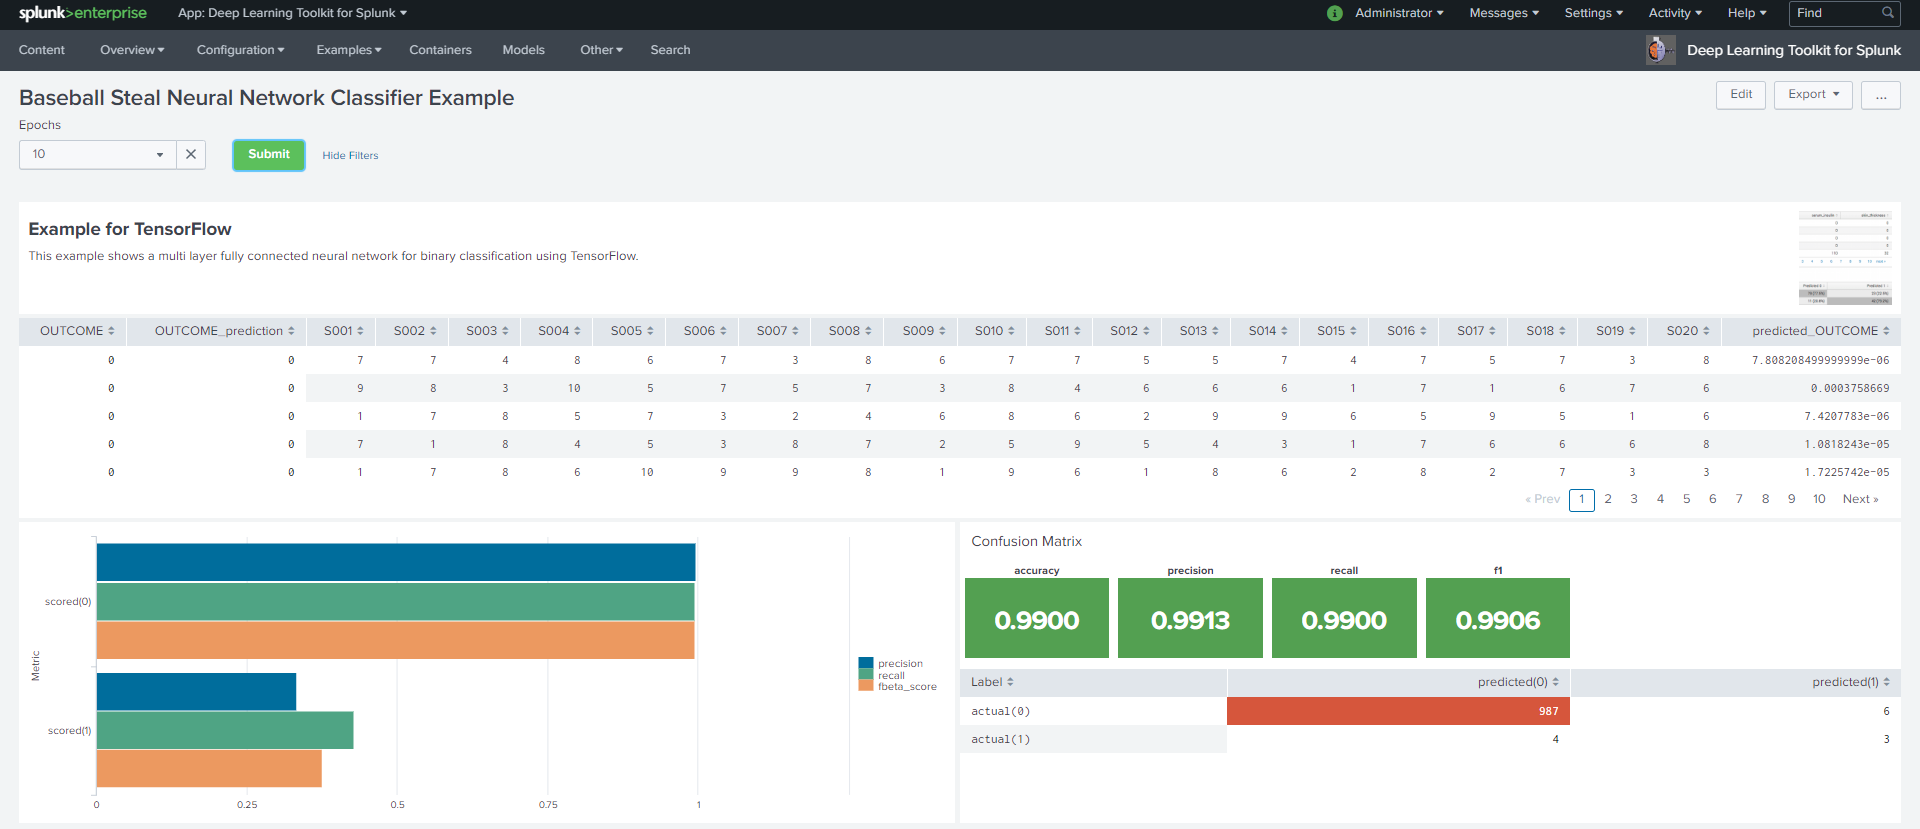 splunk>enterprise App: Deep Learning Toolkit for Splunk i Administrator Messages Settings Activity Help Find
Content Overview Configuration Examples Containers Models Other Search Deep Learning Toolkit for Splunk
Baseball Steal Neural Network Classifier Example Edit Export ...
Epochs
10 Submit Hide Filters
Example for TensorFlow
This example shows a multi layer fully connected neural network for binary classification using TensorFlow.
OUTCOME OUTCOME_prediction S001 S002 S003 S004 S005 S006 S007 S008 S009 S010 S011 S012 S013 S014 S015 S016 S017 S018 S019 S020 predicted_OUTCOME
0 0 7 7 4 8 6 7 3 8 6 7 7 5 5 7 4 7 5 7 3 8 7.808208499999999e-06
0 0 9 8 3 10 5 7 5 7 3 8 4 6 6 6 1 7 1 6 7 6 0.0003758669
0 0 1 7 8 5 7 3 2 4 6 8 6 2 9 9 6 5 9 5 1 6 7.4207783e-06
0 0 7 1 8 4 5 3 8 7 2 5 9 5 4 3 1 7 6 6 6 8 1.0818243e-05
0 0 1 7 8 6 10 9 9 8 1 9 6 1 8 6 2 8 2 7 3 3 1.7225742e-05
« Prev 1 2 3 4 5 6 7 8 9 10 Next »
Metric
scored(0)
scored(1)
0 0.25 0.5 0.75 1
precision
recall
fbeta_score
Confusion Matrix
accuracy precision recall f1
0.9900 0.9913 0.9900 0.9906
Label predicted(0) predicted(1)
actual(0) 987 6
actual(1) 4 3